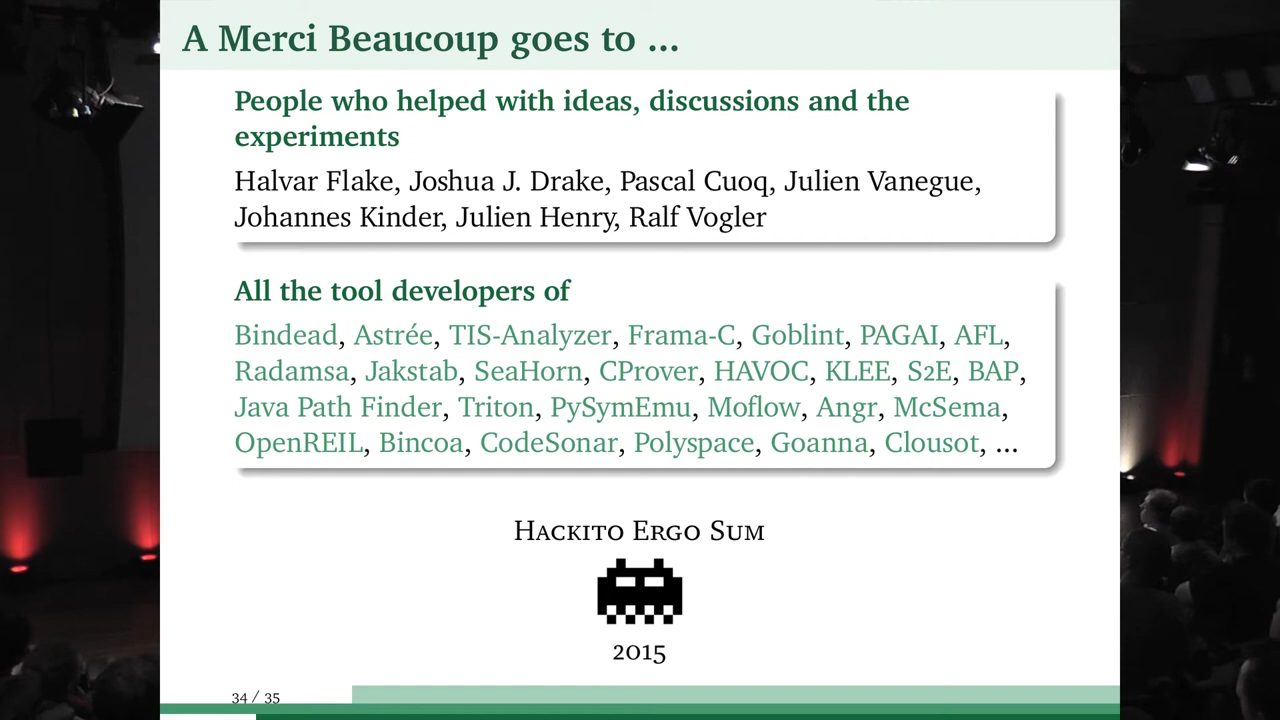 A Merci Beaucoup goes to ...
People who helped with ideas, discussions and the
experiments
Halvar Flake, Joshua J. Drake, Pascal Cuoq, Julien Vanegue,
Johannes Kinder, Julien Henry, Ralf Vogler
All the tool developers of
Bindead, Astrée, TIS-Analyzer, Frama-C, Goblint, PAGAI, AFL,
Radamsa, Jakstab, SeaHorn, CProver, HAVOC, KLEE, S2E, BAP,
Java Path Finder, Triton, PySymEmu, Moflow, Angr, McSema,
OpenREIL, Bincoa, CodeSonar, Polyspace, Goanna, Clousot, ...
Hackito Ergo Sum
2015
34 / 35